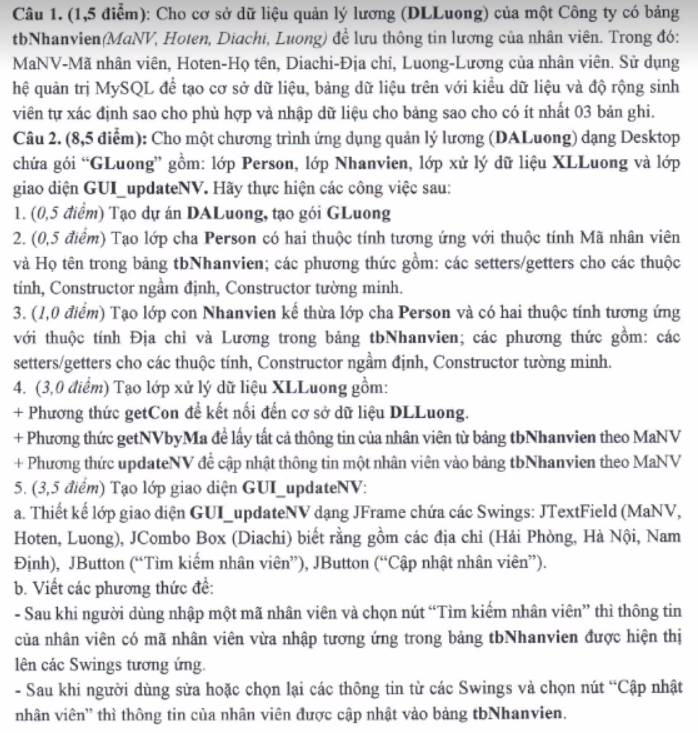 Câu 1. (1,5 điểm): Cho cơ sở dữ liệu quản lý lương (DLLuong) của một Công ty có bảng
tbNhanvien(MaNV, Hoten, Diachi, Luong) để lưu thông tin lương của nhân viên. Trong đó:
MaNV-Mã nhân viên, Hoten-Họ tên, Diachi-Địa chỉ, Luong-Lương của nhân viên. Sử dụng
hệ quản trị MySQL để tạo cơ sở dữ liệu, bảng dữ liệu trên với kiểu dữ liệu và độ rộng sinh
viên tự xác định sao cho phù hợp và nhập dữ liệu cho bảng sao cho có ít nhất 03 bản ghi.
Câu 2. (8,5 điểm): Cho một chương trình ứng dụng quản lý lương (DALuong) dạng Desktop
chứa gói “GLuong” gồm: lớp Person, lớp Nhanvien, lớp xử lý dữ liệu XLLuong và lớp
giao diện GUI_updateNV. Hãy thực hiện các công việc sau:
1. (0,5 điểm) Tạo dự án DALuong, tạo gói GLuong
2. (0,5 điểm) Tạo lớp cha Person có hai thuộc tính tương ứng với thuộc tính Mã nhân viên
và Họ tên trong bảng tbNhanvien; các phương thức gồm: các setters/getters cho các thuộc
tính, Constructor ngầm định, Constructor tường minh.
3. (1,0 điểm) Tạo lớp con Nhanvien kế thừa lớp cha Person và có hai thuộc tính tương ứng
với thuộc tính Địa chỉ và Lương trong bảng tbNhanvien; các phương thức gồm: các
setters/getters cho các thuộc tính, Constructor ngầm định, Constructor tường minh.
4. (3,0 điểm) Tạo lớp xử lý dữ liệu XLLuong gồm:
+ Phương thức getCon để kết nối đến cơ sở dữ liệu DLLuong.
+ Phương thức getNVbyMa để lấy tất cả thông tin của nhân viên từ bảng tbNhanvien theo MaNV
+ Phương thức updateNV để cập nhật thông tin một nhân viên vào bảng tbNhanvien theo MaNV
5. (3,5 điểm) Tạo lớp giao diện GUI_updateNV:
a. Thiết kế lớp giao diện GUI_updateNV dạng JFrame chứa các Swings: JTextField (MaNV,
Hoten, Luong), JCombo Box (Diachi) biết rằng gồm các địa chỉ (Hải Phòng, Hà Nội, Nam
Định), JButton (“Tìm kiếm nhân viên”), JButton (“Cập nhật nhân viên”).
b. Viết các phương thức để:
- Sau khi người dùng nhập một mã nhân viên và chọn nút “Tìm kiếm nhân viên” thì thông tin
của nhân viên có mã nhân viên vừa nhập tương ứng trong bảng tbNhanvien được hiện thị
lên các Swings tương ứng.
- Sau khi người dùng sửa hoặc chọn lại các thông tin từ các Swings và chọn nút “Cập nhật
nhân viên” thì thông tin của nhân viên được cập nhật vào bảng tbNhanvien.